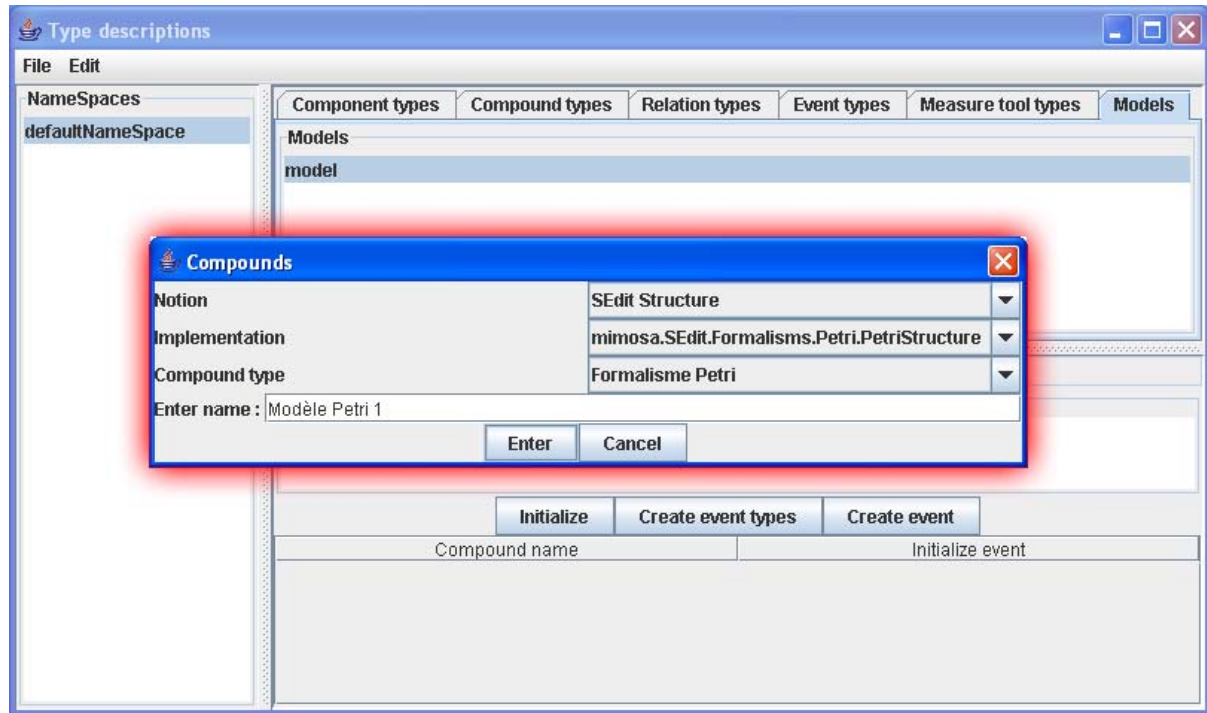 Type descriptions
File Edit
NameSpaces
defaultNameSpace
Component types Compound types Relation types Event types Measure tool types Models
Models
model
Compounds
Notion SEdit Structure
Implementation mimosa.SEdit.Formalisms.Petri.PetriStructure
Compound type Formalisme Petri
Enter name : Modèle Petri 1
Enter Cancel
Initialize Create event types Create event
Compound name Initialize event